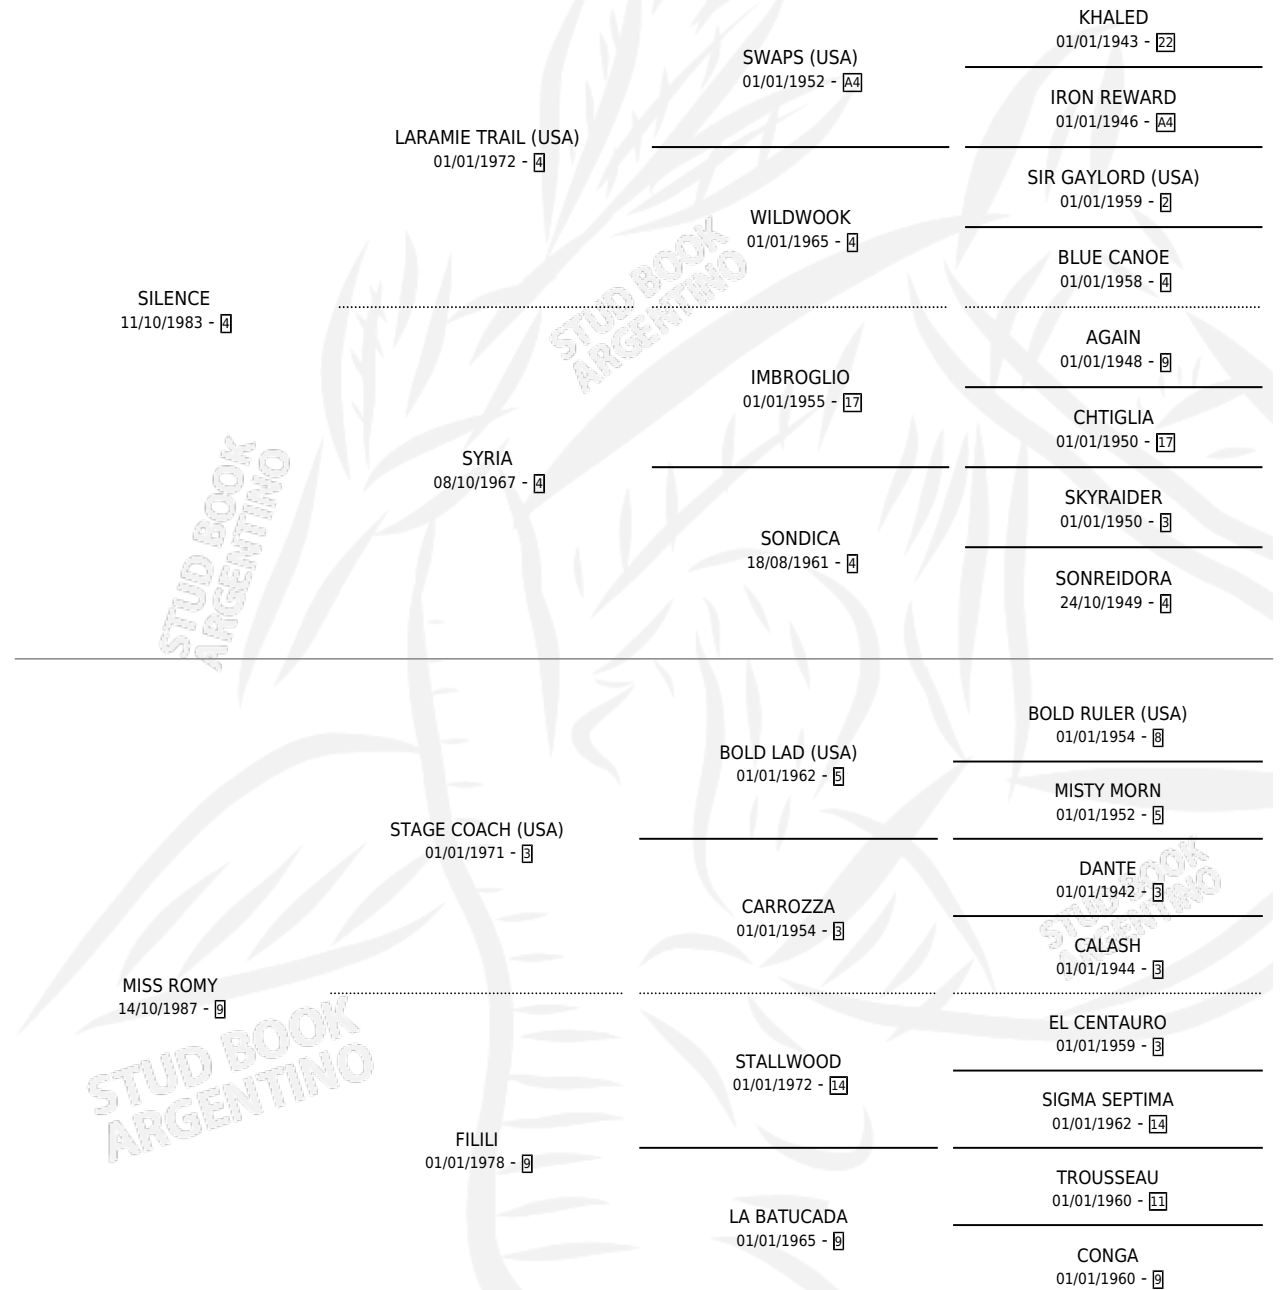 KHALED
01/01/1943 - 22
SWAPS (USA)
01/01/1952 - A4
IRON REWARD
01/01/1946 - A4
LARAMIE TRAIL (USA)
01/01/1972 - 4
SIR GAYLORD (USA)
01/01/1959 - 2
WILDWOOK
01/01/1965 - 4
BLUE CANOE
01/01/1958 - 4
STUD BOOK
ARGENTINO
SILENCE
11/10/1983 - 4
AGAIN
01/01/1948 - 9
IMBROGLIO
01/01/1955 - 17
CHTIGLIA
01/01/1950 - 17
SYRIA
08/10/1967 - 4
SKYRAIDER
01/01/1950 - 3
SONDICA
18/08/1961 - 4
SONREIDORA
24/10/1949 - 4
STUD BOOK
ARGENTINO
BOLD RULER (USA)
01/01/1954 - 8
BOLD LAD (USA)
01/01/1962 - 5
MISTY MORN
01/01/1952 - 5
STAGE COACH (USA)
01/01/1971 - 3
DANTE
01/01/1942 - 3
CARROZZA
01/01/1954 - 3
CALASH
01/01/1944 - 3
STUD BOOK
ARGENTINO
MISS ROMY
14/10/1987 - 9
EL CENTAURO
01/01/1959 - 3
STALLWOOD
01/01/1972 - 14
SIGMA SEPTIMA
01/01/1962 - 14
STUD BOOK
ARGENTINO
FILILI
01/01/1978 - 9
TROUSSEAU
01/01/1960 - 11
LA BATUCADA
01/01/1965 - 9
CONGA
01/01/1960 - 9